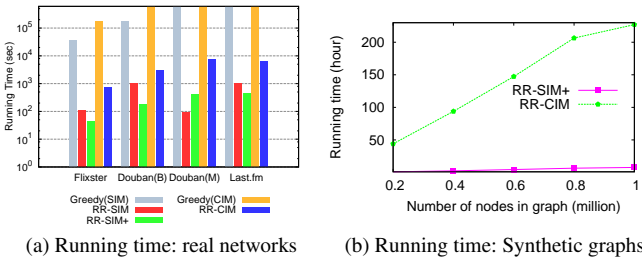 Running Time (sec)
10^5
10^4
10^3
10^2
10^1
10^0
Flixster Douban(B) Douban(M) Last.fm
Greedy(SIM) Greedy(CIM)
RR-SIM RR-CIM
RR-SIM+
(a) Running time: real networks
Running time (hour)
200
150
100
50
RR-SIM+
RR-CIM
0.2 0.4 0.6 0.8 1
Number of nodes in graph (million)
(b) Running time: Synthetic graphs